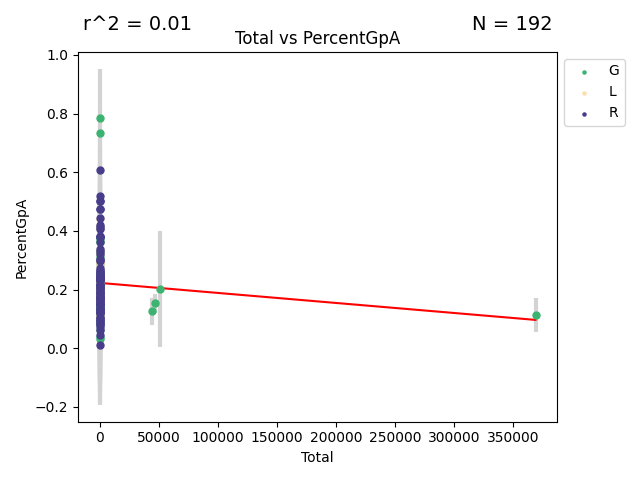 r^2 = 0.01
N = 192
Total vs PercentGpA
G
L
R
PercentGpA
1.0
0.8
0.6
0.4
0.2
0.0
−0.2
0
50000
100000
150000
200000
250000
300000
350000
Total